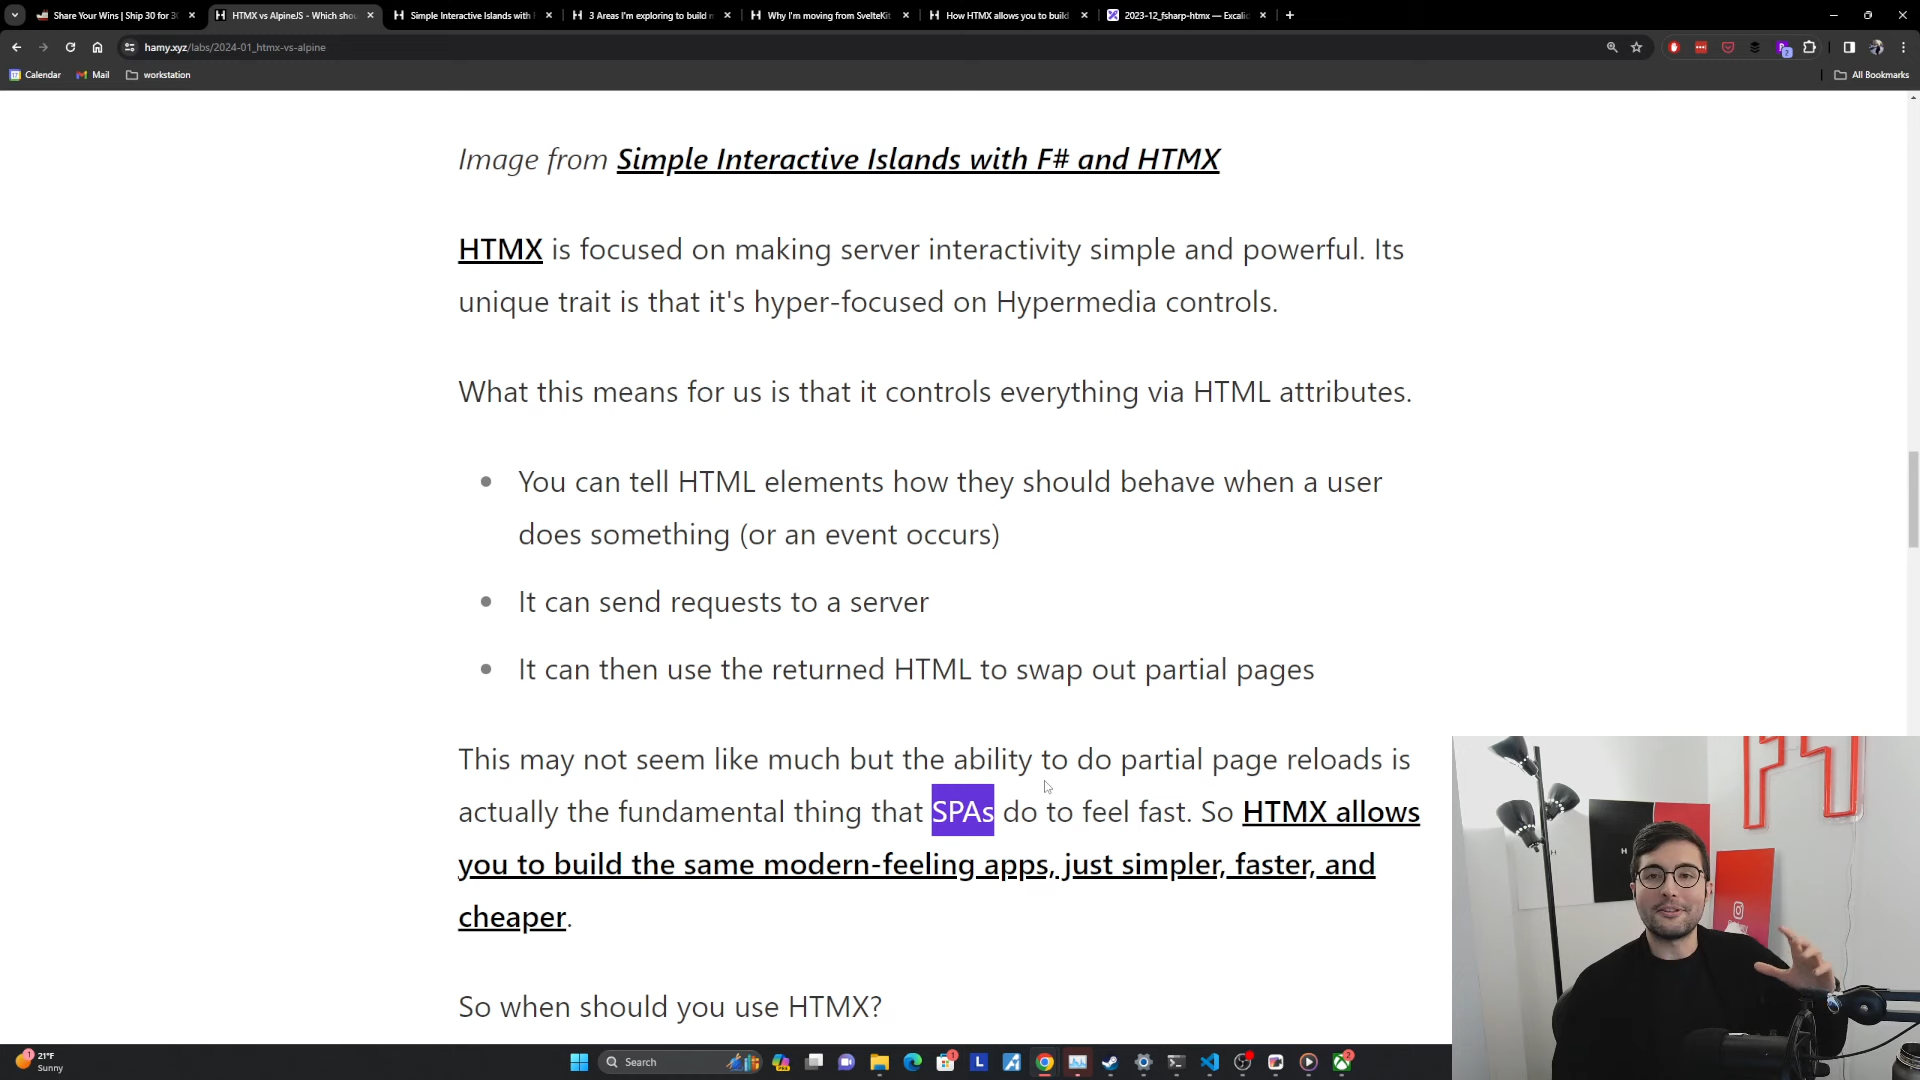 Share Your Wins | Ship 30 for 3
HTMX vs AlpineJS - Which shou
Simple Interactive Islands with F
3 Areas I'm exploring to build m
Why I'm moving from SvelteKit
How HTMX allows you to build
2023-12_fsharp-htmx — Excali
hamy.xyz/labs/2024-01_htmx-vs-alpine
Calendar
Mail
workstation
All Bookmarks
Image from Simple Interactive Islands with F# and HTMX
HTMX is focused on making server interactivity simple and powerful. Its
unique trait is that it's hyper-focused on Hypermedia controls.
What this means for us is that it controls everything via HTML attributes.
You can tell HTML elements how they should behave when a user
does something (or an event occurs)
It can send requests to a server
It can then use the returned HTML to swap out partial pages
This may not seem like much but the ability to do partial page reloads is
actually the fundamental thing that SPAs do to feel fast. So HTMX allows
you to build the same modern-feeling apps, just simpler, faster, and
cheaper.
So when should you use HTMX?
21°F
Sunny
Search